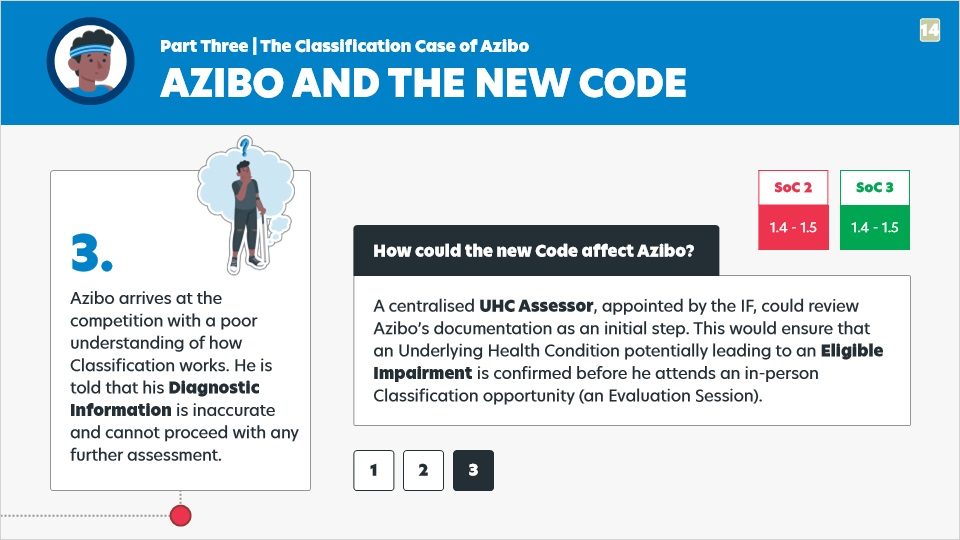 Part Three | The Classification Case of Azibo
AZIBO AND THE NEW CODE
14
?
3.
Azibo arrives at the
competition with a poor
understanding of how
Classification works. He is
told that his Diagnostic
Information is inaccurate
and cannot proceed with any
further assessment.
SoC 2
1.4 - 1.5
SoC 3
1.4 - 1.5
How could the new Code affect Azibo?
A centralised UHC Assessor, appointed by the IF, could review
Azibo’s documentation as an initial step. This would ensure that
an Underlying Health Condition potentially leading to an Eligible
Impairment is confirmed before he attends an in-person
Classification opportunity (an Evaluation Session).
1
2
3